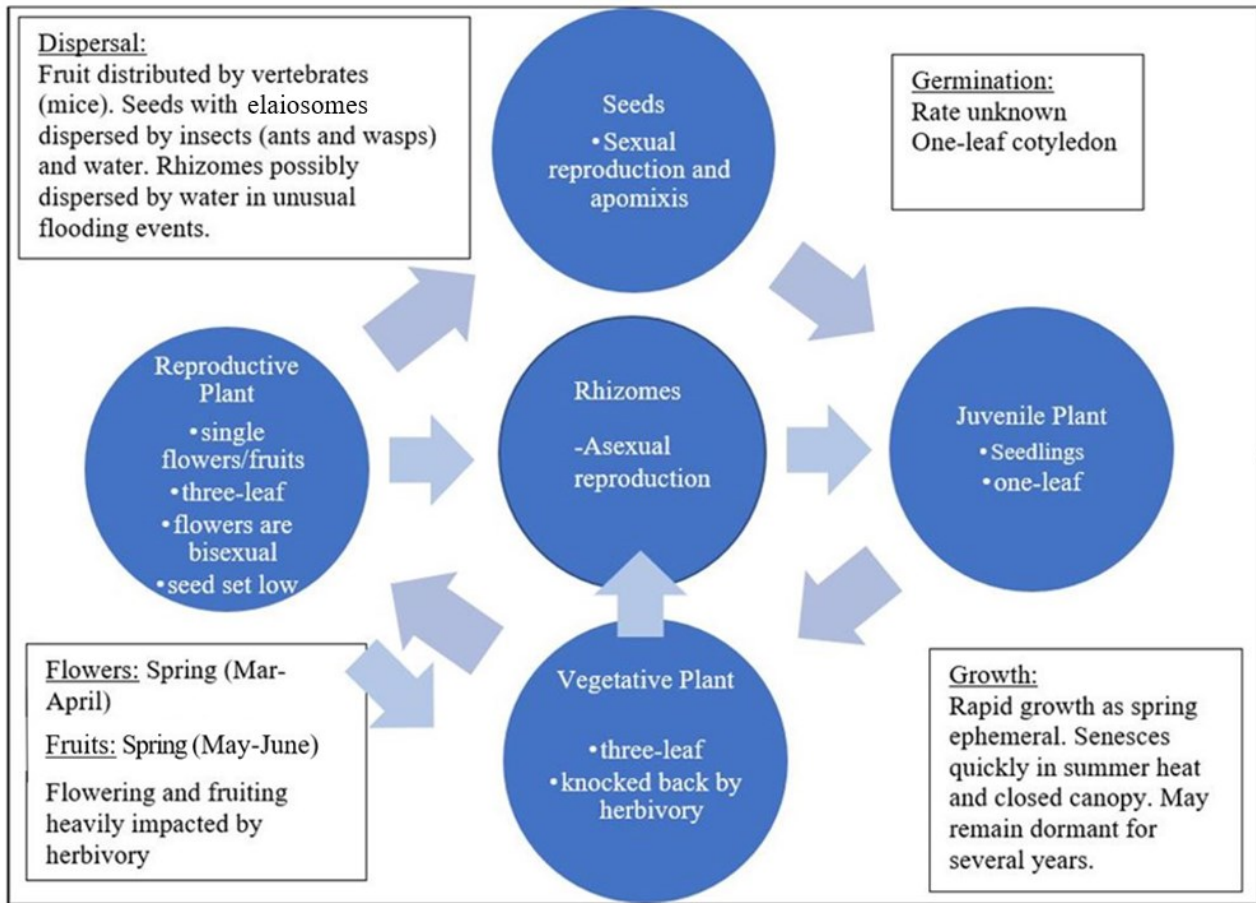 Dispersal:
Fruit distributed by vertebrates
(mice). Seeds with elaiosomes
dispersed by insects (ants and wasps)
and water. Rhizomes possibly
dispersed by water in unusual
flooding events.
Seeds
•Sexual
reproduction and
apomixis
Germination:
Rate unknown
One-leaf cotyledon
Reproductive
Plant
•single
flowers/fruits
•three-leaf
•flowers are
bisexual
•seed set low
Rhizomes
-Asexual
reproduction
Juvenile Plant
•Seedlings
•one-leaf
Flowers: Spring (Mar-
April)
Fruits: Spring (May-June)
Flowering and fruiting
heavily impacted by
herbivory
Vegetative Plant
•three-leaf
•knocked back by
herbivory
Growth:
Rapid growth as spring
ephemeral. Senesces
quickly in summer heat
and closed canopy. May
remain dormant for
several years.